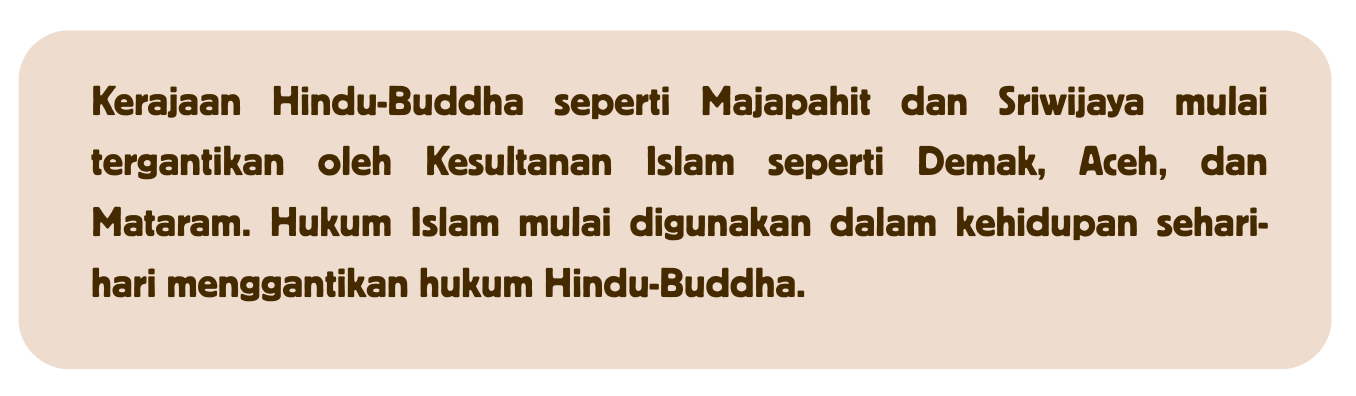 Kerajaan Hindu-Buddha seperti Majapahit dan Sriwijaya mulai
tergantikan oleh Kesultanan Islam seperti Demak, Aceh, dan
Mataram. Hukum Islam mulai digunakan dalam kehidupan sehari-
hari menggantikan hukum Hindu-Buddha.